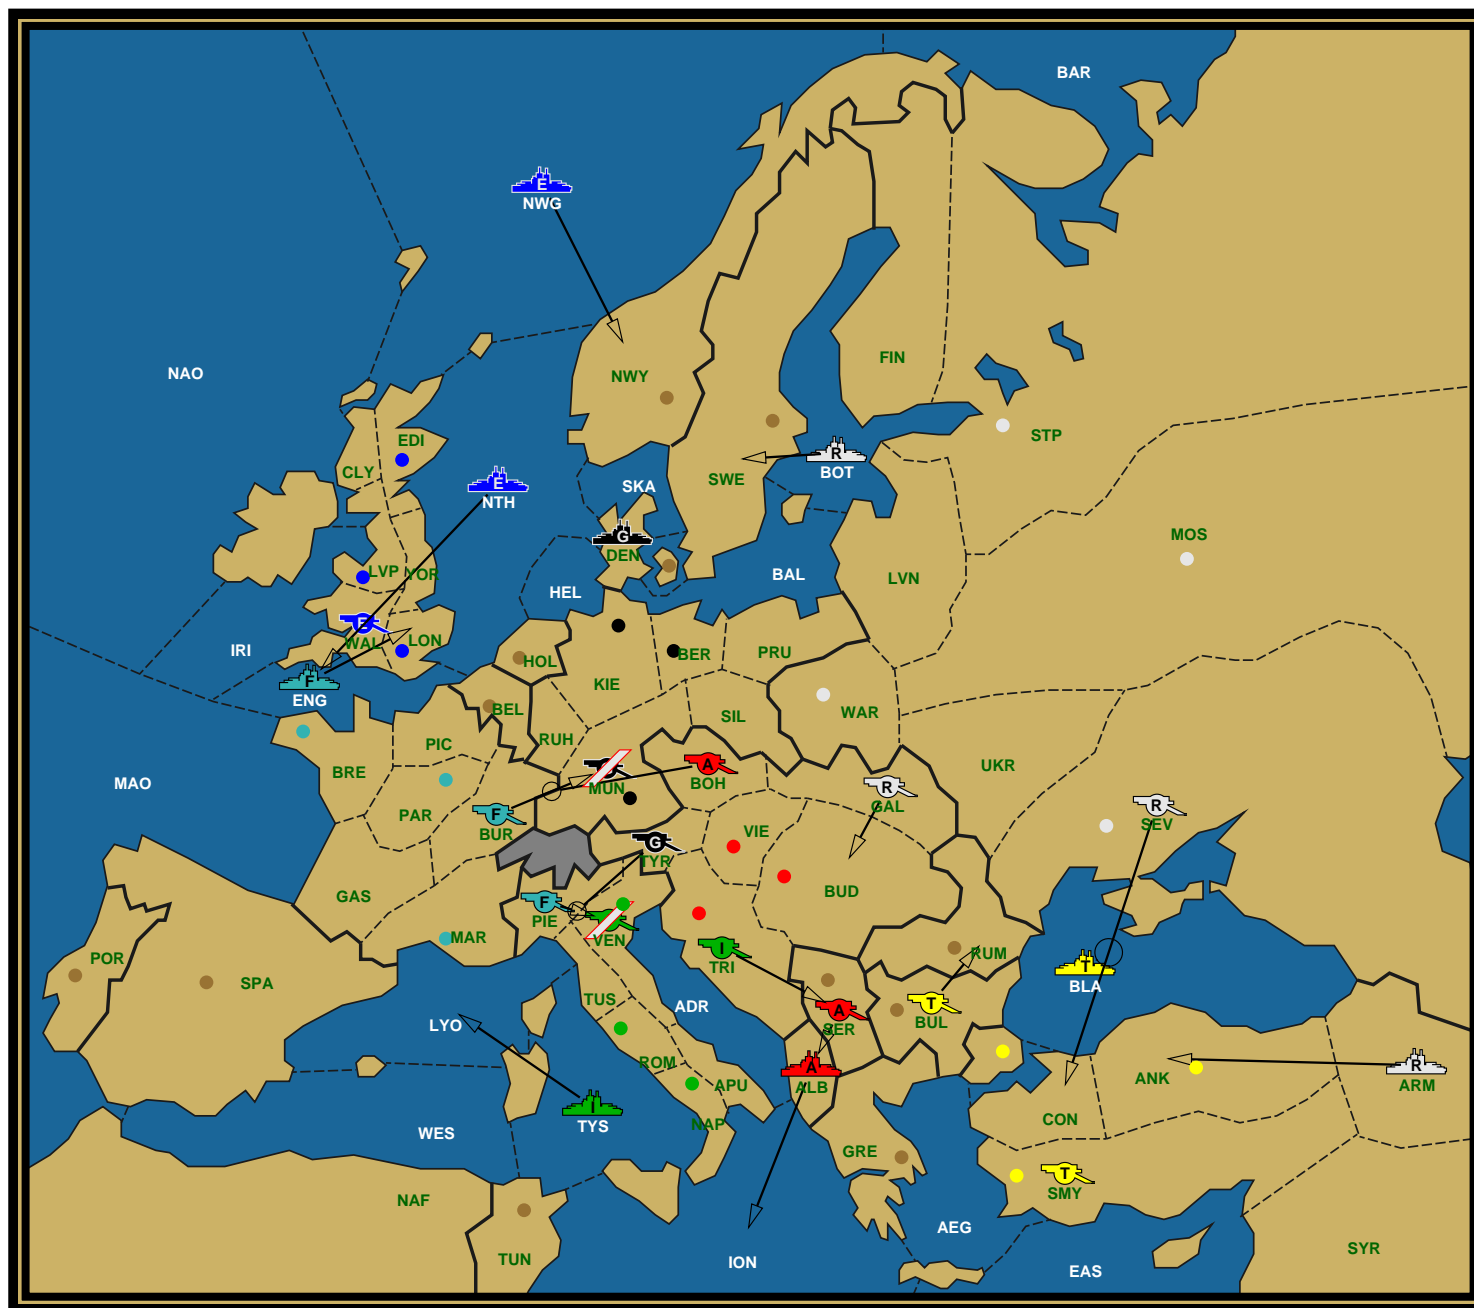 BAR
E
NWG
NAO
FIN
NWY
EDI
STP
CLY
R
BOT
SWE
E
NTH
SKA
MOS
G
DEN
LVP
YOR
BAL
LVN
HEL
E
WAL
LON
IRI
HOL
BER
PRU
F
ENG
KIE
BEL
SIL
WAR
RUH
PIC
BRE
UKR
A
BOH
MUN
MAO
R
GAL
R
SEV
F
BUR
PAR
VIE
G
TYR
BUD
GAS
F
PIE
VEN
MAR
POR
SPA
I
TRI
RUM
T
BLA
TUS
ADR
A
SER
T
BUL
LYO
ROM
APU
A
ALB
ANK
R
ARM
I
TYS
NAP
CON
WES
GRE
T
SMY
NAF
AEG
TUN
ION
EAS
SYR